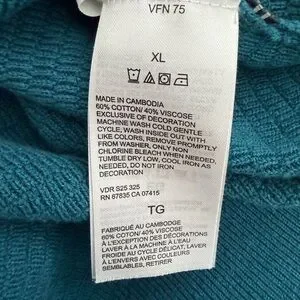 VFN 75
XL
MADE IN CAMBODIA
60% COTTON/ 40% VISCOSE
EXCLUSIVE OF DECORATION
MACHINE WASH COLD GENTLE
CYCLE, WASH INSIDE OUT WITH
LIKE COLORS, REMOVE PROMPTLY
FROM WASHER, ONLY NON
CHLORINE BLEACH WHEN NEEDED,
TUMBLE DRY LOW, COOL IRON AS
NEEDED, DO NOT IRON
DECORATION
VDR S25 325
RN 87835 CA 07415
TG
FABRIQUÉ AU CAMBODGE
60 % COTON/ 40 % VISCOSE
À L'EXCEPTION DES DÉCORATIONS
LAVER À LA MACHINE À L'EAU
FROIDE AU CYCLE DÉLICAT, LAVER
À L'ENVERS AVEC COULEURS
SEMBLABLES, RETIRER